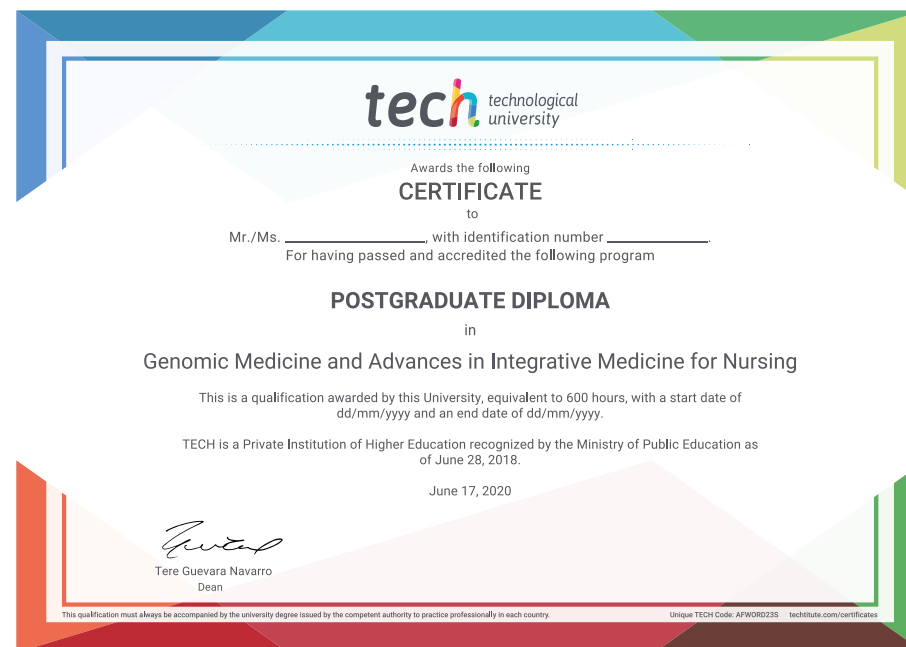 tech technological
university
Awards the following
CERTIFICATE
to
Mr./Ms. ____________________, with identification number ______________.
For having passed and accredited the following program
POSTGRADUATE DIPLOMA
in
Genomic Medicine and Advances in Integrative Medicine for Nursing
This is a qualification awarded by this University, equivalent to 600 hours, with a start date of
dd/mm/yyyy and an end date of dd/mm/yyyy.
TECH is a Private Institution of Higher Education recognized by the Ministry of Public Education as
of June 28, 2018.
June 17, 2020
Tere Guevara Navarro
Dean
This qualification must always be accompanied by the university degree issued by the competent authority to practice professionally in each country. Unique TECH Code: AFWORD23S techtitute.com/certificates